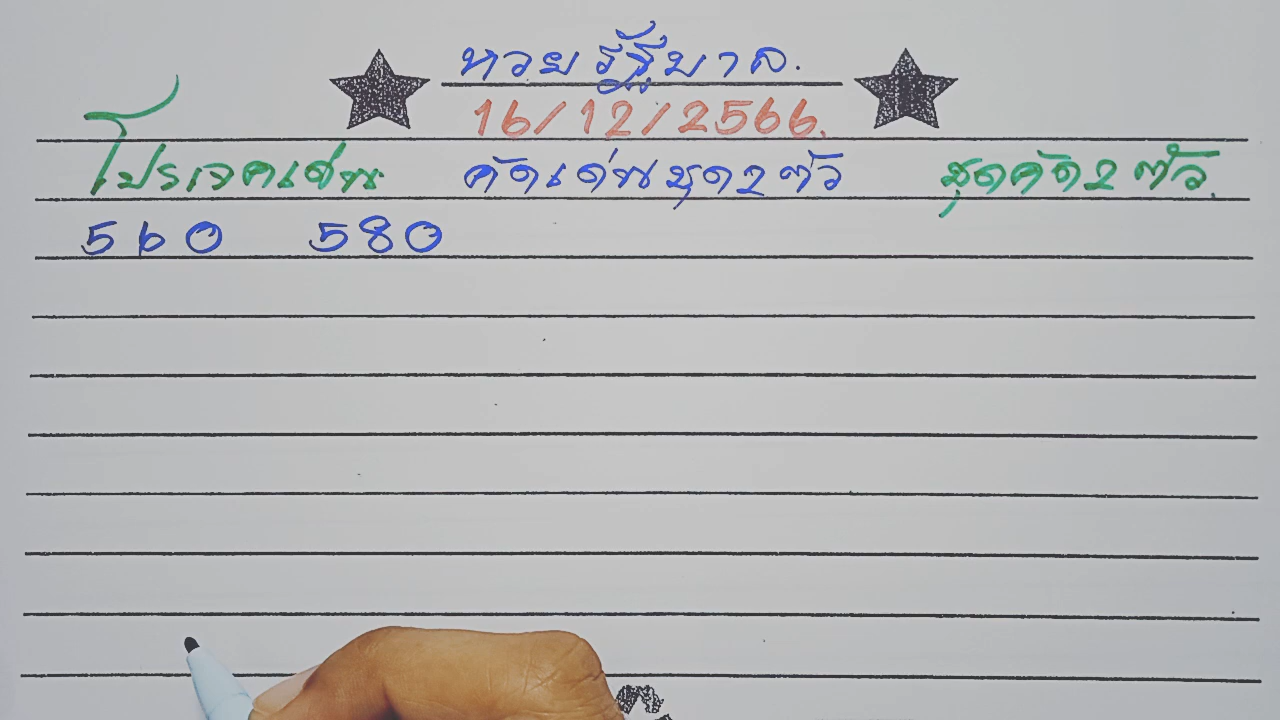 หวยรัฐบาล.
16/12/2566.
โปรเจคเด่น คัดเด่นชุด2ตัว สุดคัด2ตัว.
560 580